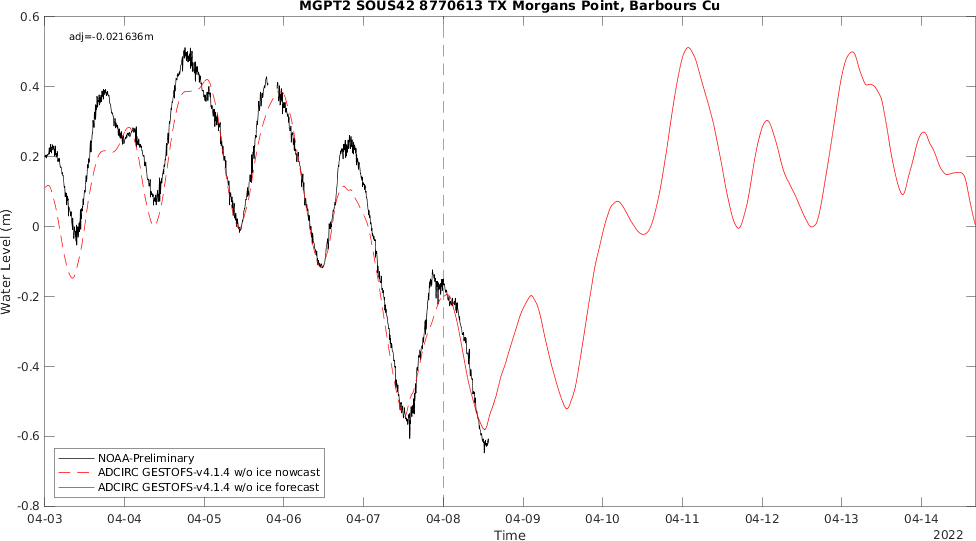 MGPT2 SOUS42 8770613 TX Morgans Point, Barbours Cu
adj=-0.021636m
0.6
0.4
0.2
0
-0.2
-0.4
-0.6
-0.8
Water Level (m)
NOAA-Preliminary
ADCIRC GESTOFS-v4.1.4 w/o ice nowcast
ADCIRC GESTOFS-v4.1.4 w/o ice forecast
04-03 04-04 04-05 04-06 04-07 04-08 04-09 04-10 04-11 04-12 04-13 04-14
Time
2022